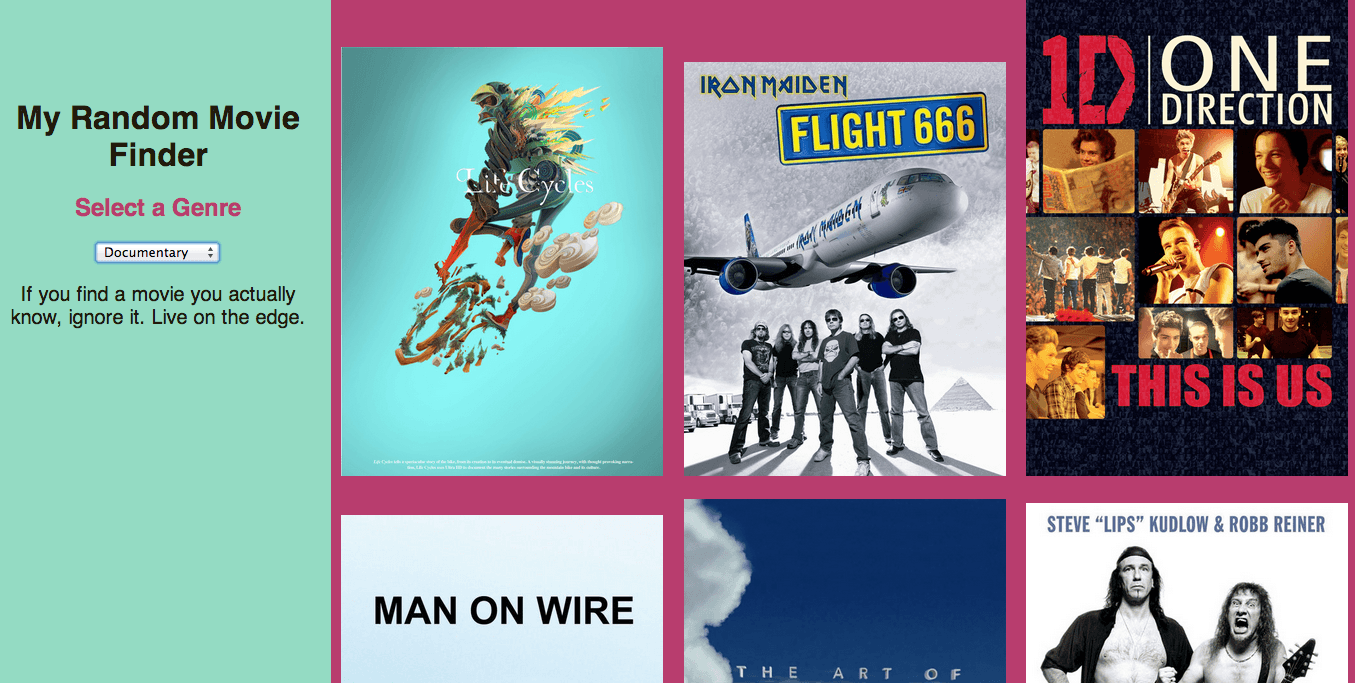 My Random Movie
Finder
Select a Genre
Documentary
If you find a movie you actually
know, ignore it. Live on the edge.
Life Cycles
IRON MAIDEN
FLIGHT 666
IRON MAIDEN
1D
ONE
DIRECTION
THIS IS US
MAN ON WIRE
THE ART OF
STEVE “LIPS” KUDLOW & ROBB REINER